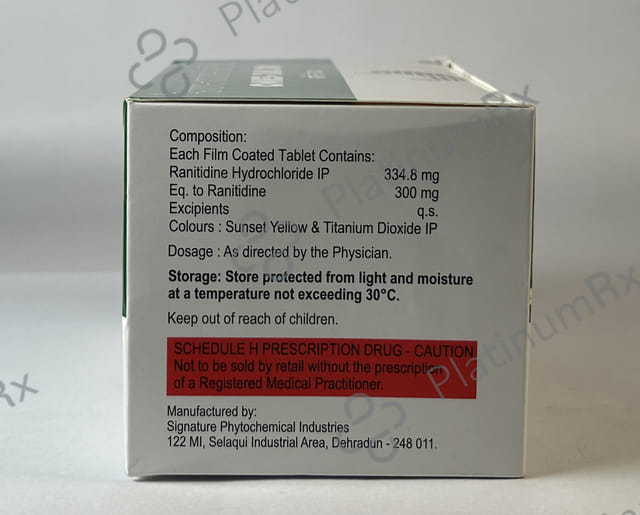 PlatinumRx
Composition:
Each Film Coated Tablet Contains:
Ranitidine Hydrochloride IP 334.8 mg
Eq. to Ranitidine 300 mg
Excipients q.s.
Colours : Sunset Yellow & Titanium Dioxide IP
Dosage : As directed by the Physician.
Storage: Store protected from light and moisture
at a temperature not exceeding 30°C.
Keep out of reach of children.
SCHEDULE H PRESCRIPTION DRUG - CAUTION
Not to be sold by retail without the prescription
of a Registered Medical Practitioner.
Manufactured by:
Signature Phytochemical Industries
122 MI, Selaqui Industrial Area, Dehradun - 248 011.
PlatinumRx
PlatinumRx
Rx